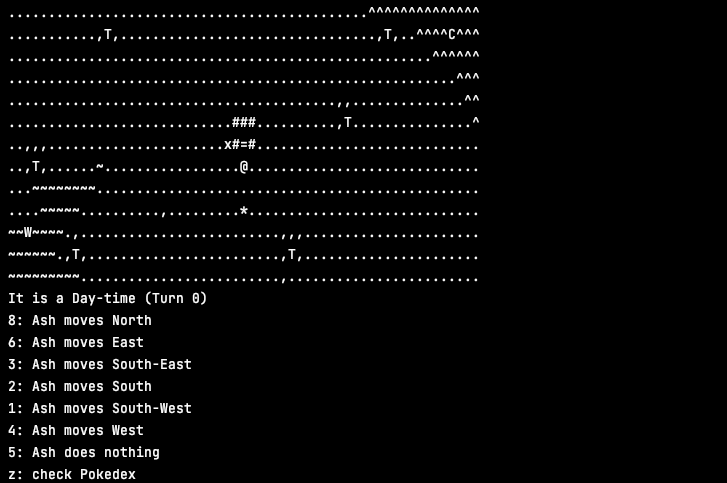 .............................................^^^^^^^^^^^^^^
...........,T,................................,T,..^^^^C^^^
.....................................................^^^^^^
........................................................^^^
.........................................,,..............^^
............................###..........,T...............^
..,,,......................x#=#............................
..,T,......~.................@.............................
...~~~~~~~~................................................
....~~~~~..........,.........*.............................
~~W~~~~.,.........................,,,......................
~~~~~~.,T,........................,T,......................
~~~~~~~~~.........................,........................
It is a Day-time (Turn 0)
8: Ash moves North
6: Ash moves East
3: Ash moves South-East
2: Ash moves South
1: Ash moves South-West
4: Ash moves West
5: Ash does nothing
z: check Pokedex